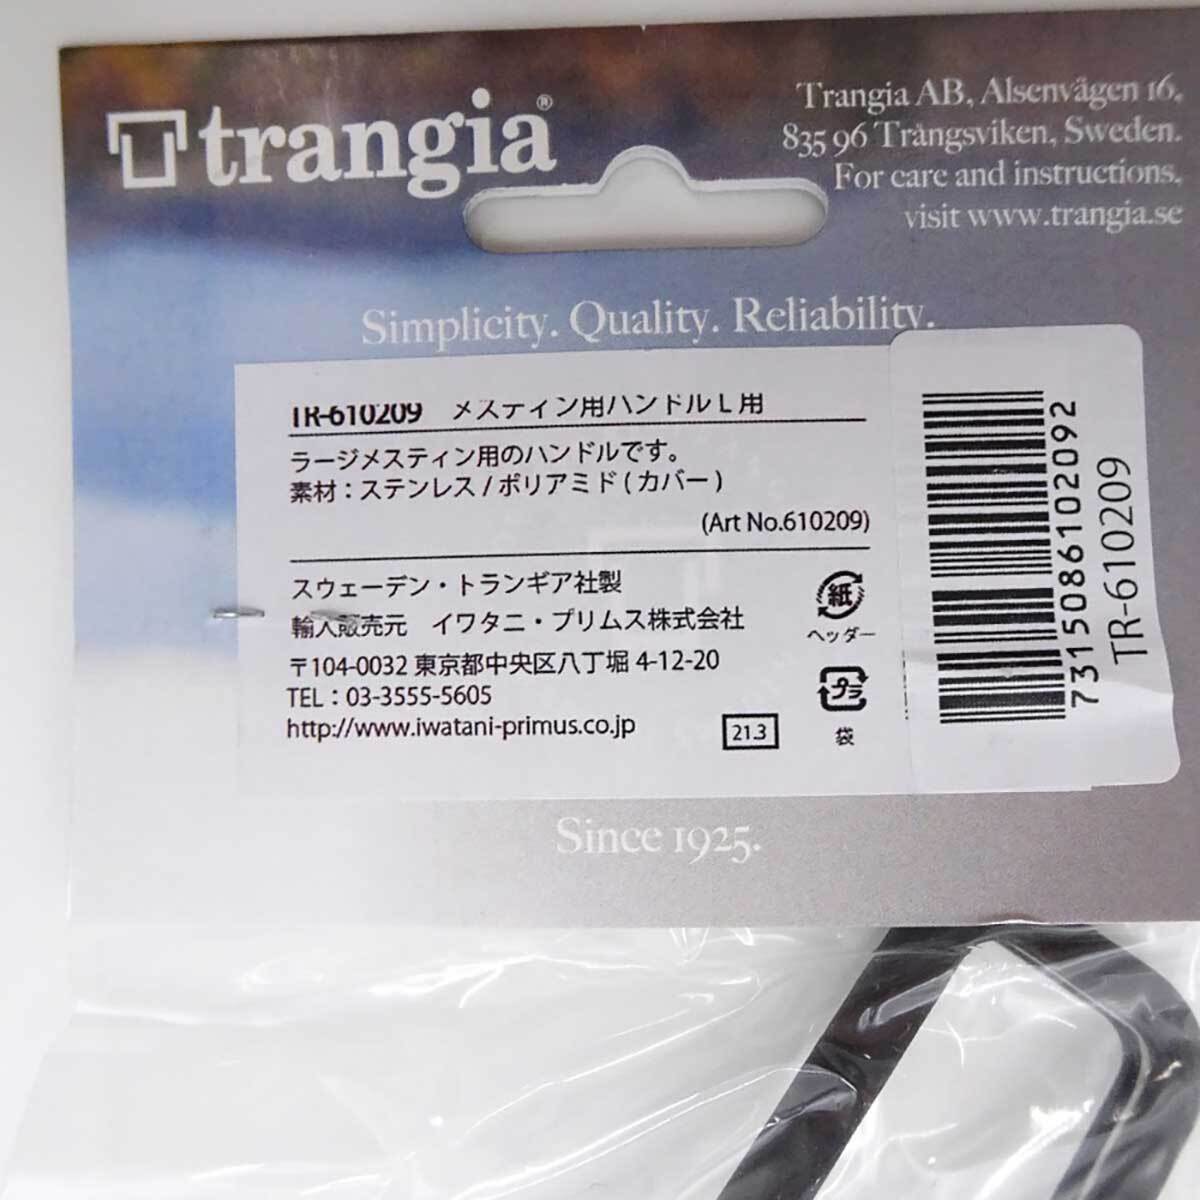 trangia®
Trangia AB, Alsenvägen 16,
835 96 Trångsviken, Sweden.
For care and instructions,
visit www.trangia.se
Simplicity. Quality. Reliability.
TR-610209 メスティン用ハンドルL用
ラージメスティン用のハンドルです。
素材：ステンレス/ポリアミド(カバー)
(Art No.610209)
スウェーデン・トランギア社製
輸入販売元 イワタニ・プリムス株式会社
〒104-0032 東京都中央区八丁堀 4-12-20
TEL：03-3555-5605
http://www.iwatani-primus.co.jp
紙
ヘッダー
プラ
袋
21.3
7315086102092
TR-610209
Since 1925.